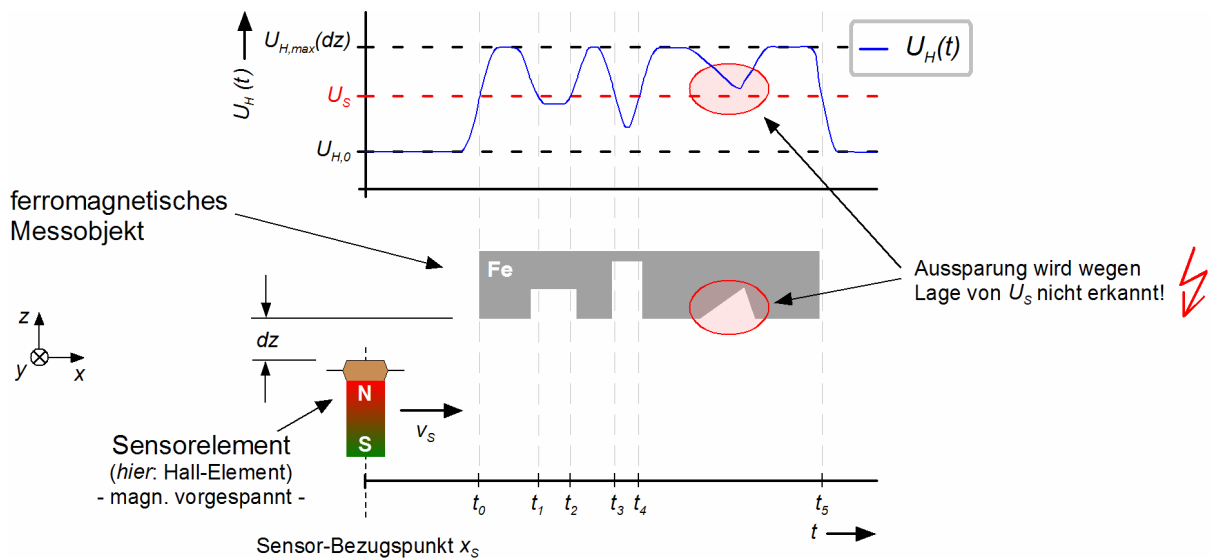 U_H (t)
U_H,max(dz)
U_S
U_H,0
U_H(t)
ferromagnetisches
Messobjekt
Fe
Aussparung wird wegen
Lage von U_S nicht erkannt!
z
y
x
dz
N
S
v_S
Sensorelement
(hier: Hall-Element)
- magn. vorgespannt -
t_0
t_1
t_2
t_3
t_4
t_5
t
Sensor-Bezugspunkt x_S